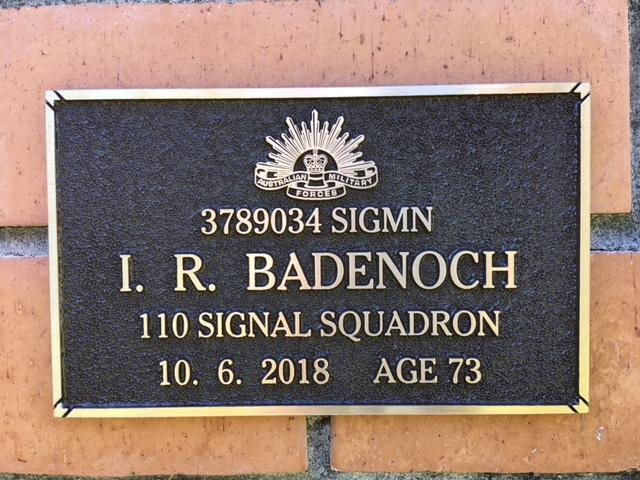 AUSTRALIAN MILITARY
FORCES
3789034 SIGMN
I. R. BADENOCH
110 SIGNAL SQUADRON
10. 6. 2018 AGE 73